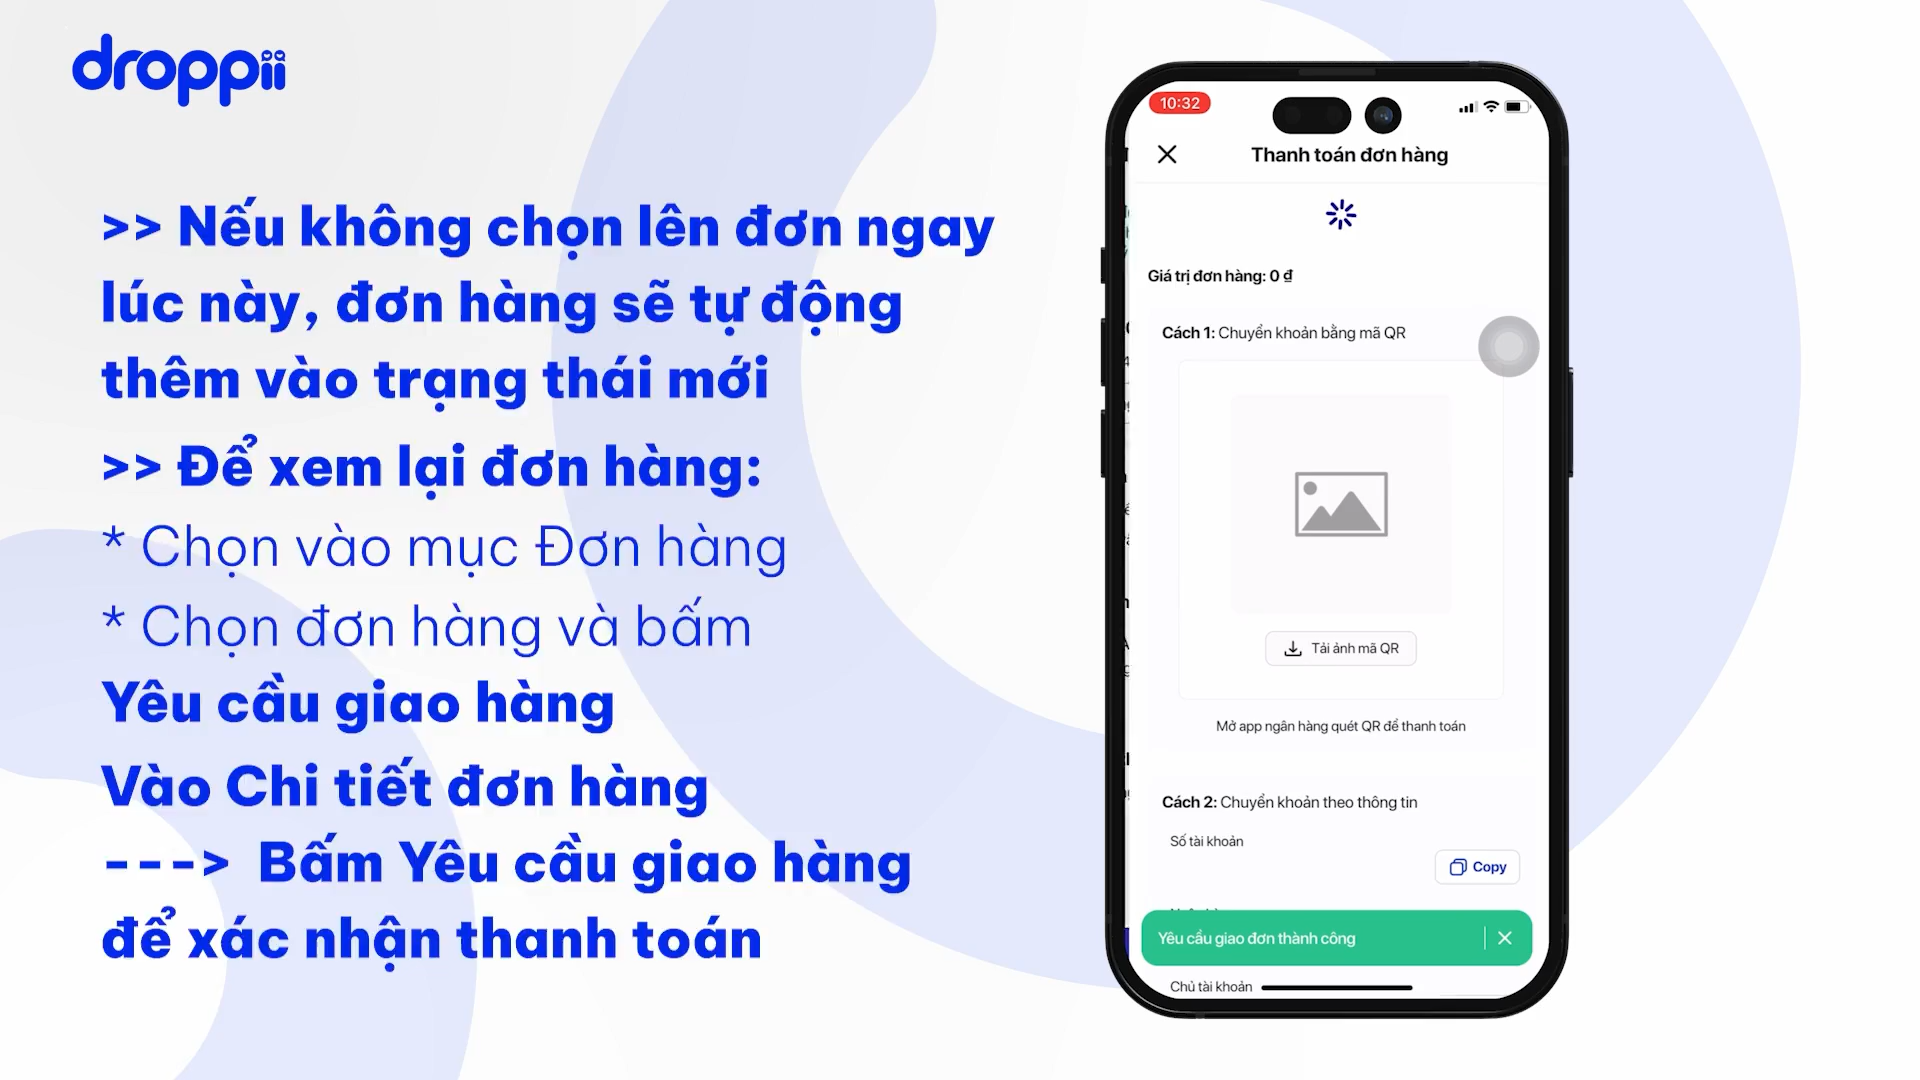 droppii
>> Nếu không chọn lên đơn ngay
lúc này, đơn hàng sẽ tự động
thêm vào trạng thái mới
>> Để xem lại đơn hàng:
* Chọn vào mục Đơn hàng
* Chọn đơn hàng và bấm
Yêu cầu giao hàng
Vào Chi tiết đơn hàng
---> Bấm Yêu cầu giao hàng
để xác nhận thanh toán
10:32
Thanh toán đơn hàng
Giá trị đơn hàng: 0 ₫
Cách 1: Chuyển khoản bằng mã QR
Tải ảnh mã QR
Mở app ngân hàng quét QR để thanh toán
Cách 2: Chuyển khoản theo thông tin
Số tài khoản
Copy
Yêu cầu giao đơn thành công
Chủ tài khoản